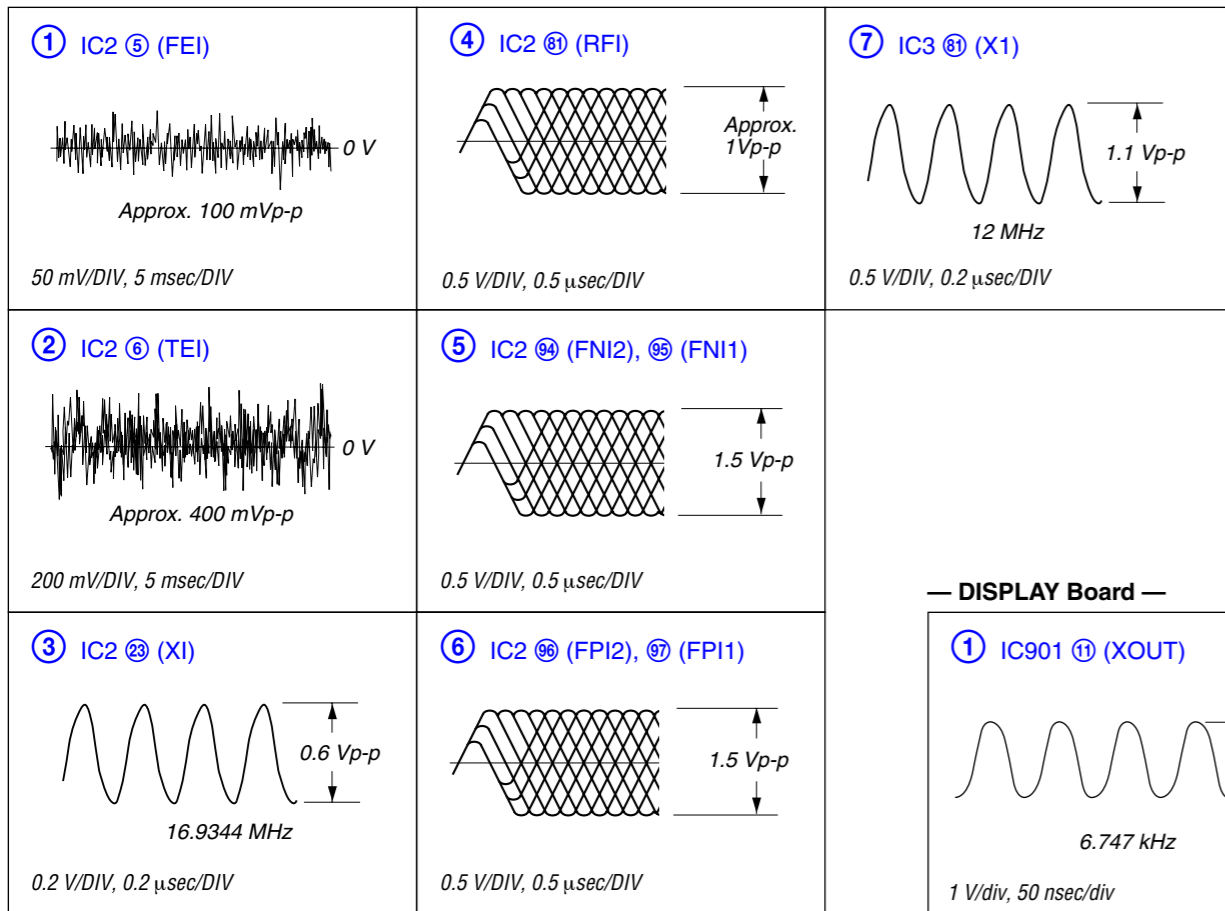 ① IC2 ⑤ (FEI)
0 V
Approx. 100 mVp-p
50 mV/DIV, 5 msec/DIV
② IC2 ⑥ (TEI)
0 V
Approx. 400 mVp-p
200 mV/DIV, 5 msec/DIV
③ IC2 ㉓ (XI)
0.6 Vp-p
16.9344 MHz
0.2 V/DIV, 0.2 µsec/DIV
④ IC2 81 (RFI)
Approx.
1Vp-p
0.5 V/DIV, 0.5 µsec/DIV
⑤ IC2 94 (FNI2), 95 (FNI1)
1.5 Vp-p
0.5 V/DIV, 0.5 µsec/DIV
⑥ IC2 96 (FPI2), 97 (FPI1)
1.5 Vp-p
0.5 V/DIV, 0.5 µsec/DIV
⑦ IC3 81 (X1)
1.1 Vp-p
12 MHz
0.5 V/DIV, 0.2 µsec/DIV
— DISPLAY Board —
① IC901 ⑪ (XOUT)
6.747 kHz
1 V/div, 50 nsec/div